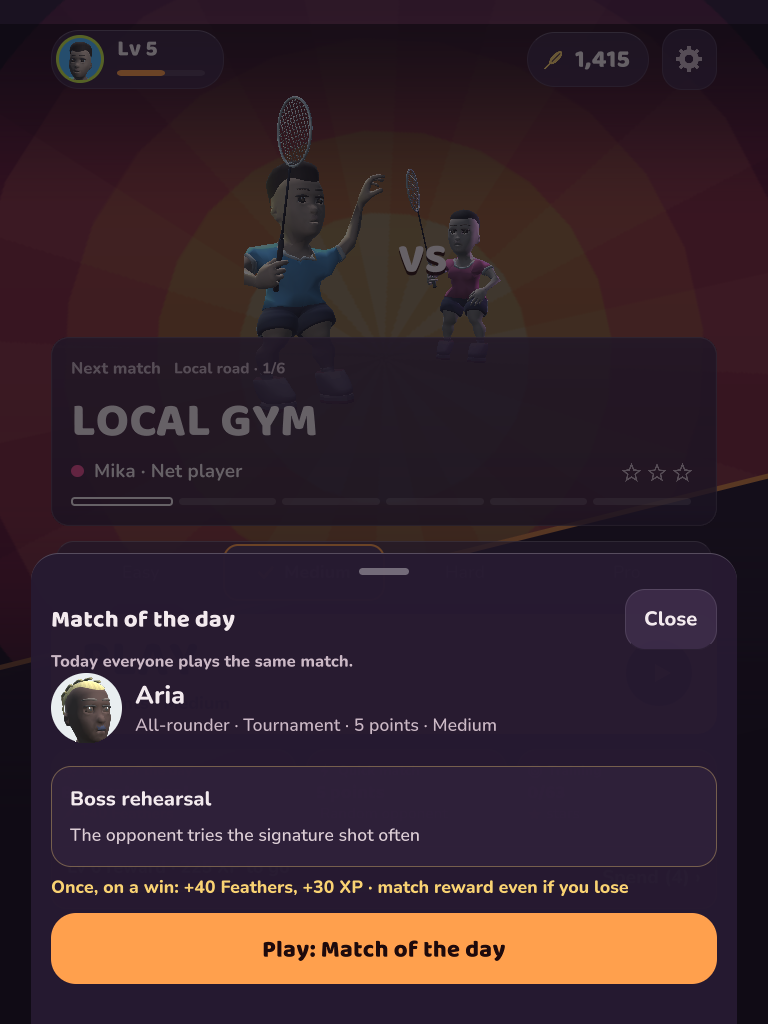 Lv 5
1,415
VS
Next match Local road · 1/6
LOCAL GYM
Mika · Net player
Match of the day
Close
Today everyone plays the same match.
Aria
All-rounder · Tournament · 5 points · Medium
Boss rehearsal
The opponent tries the signature shot often
Once, on a win: +40 Feathers, +30 XP · match reward even if you lose
Play: Match of the day